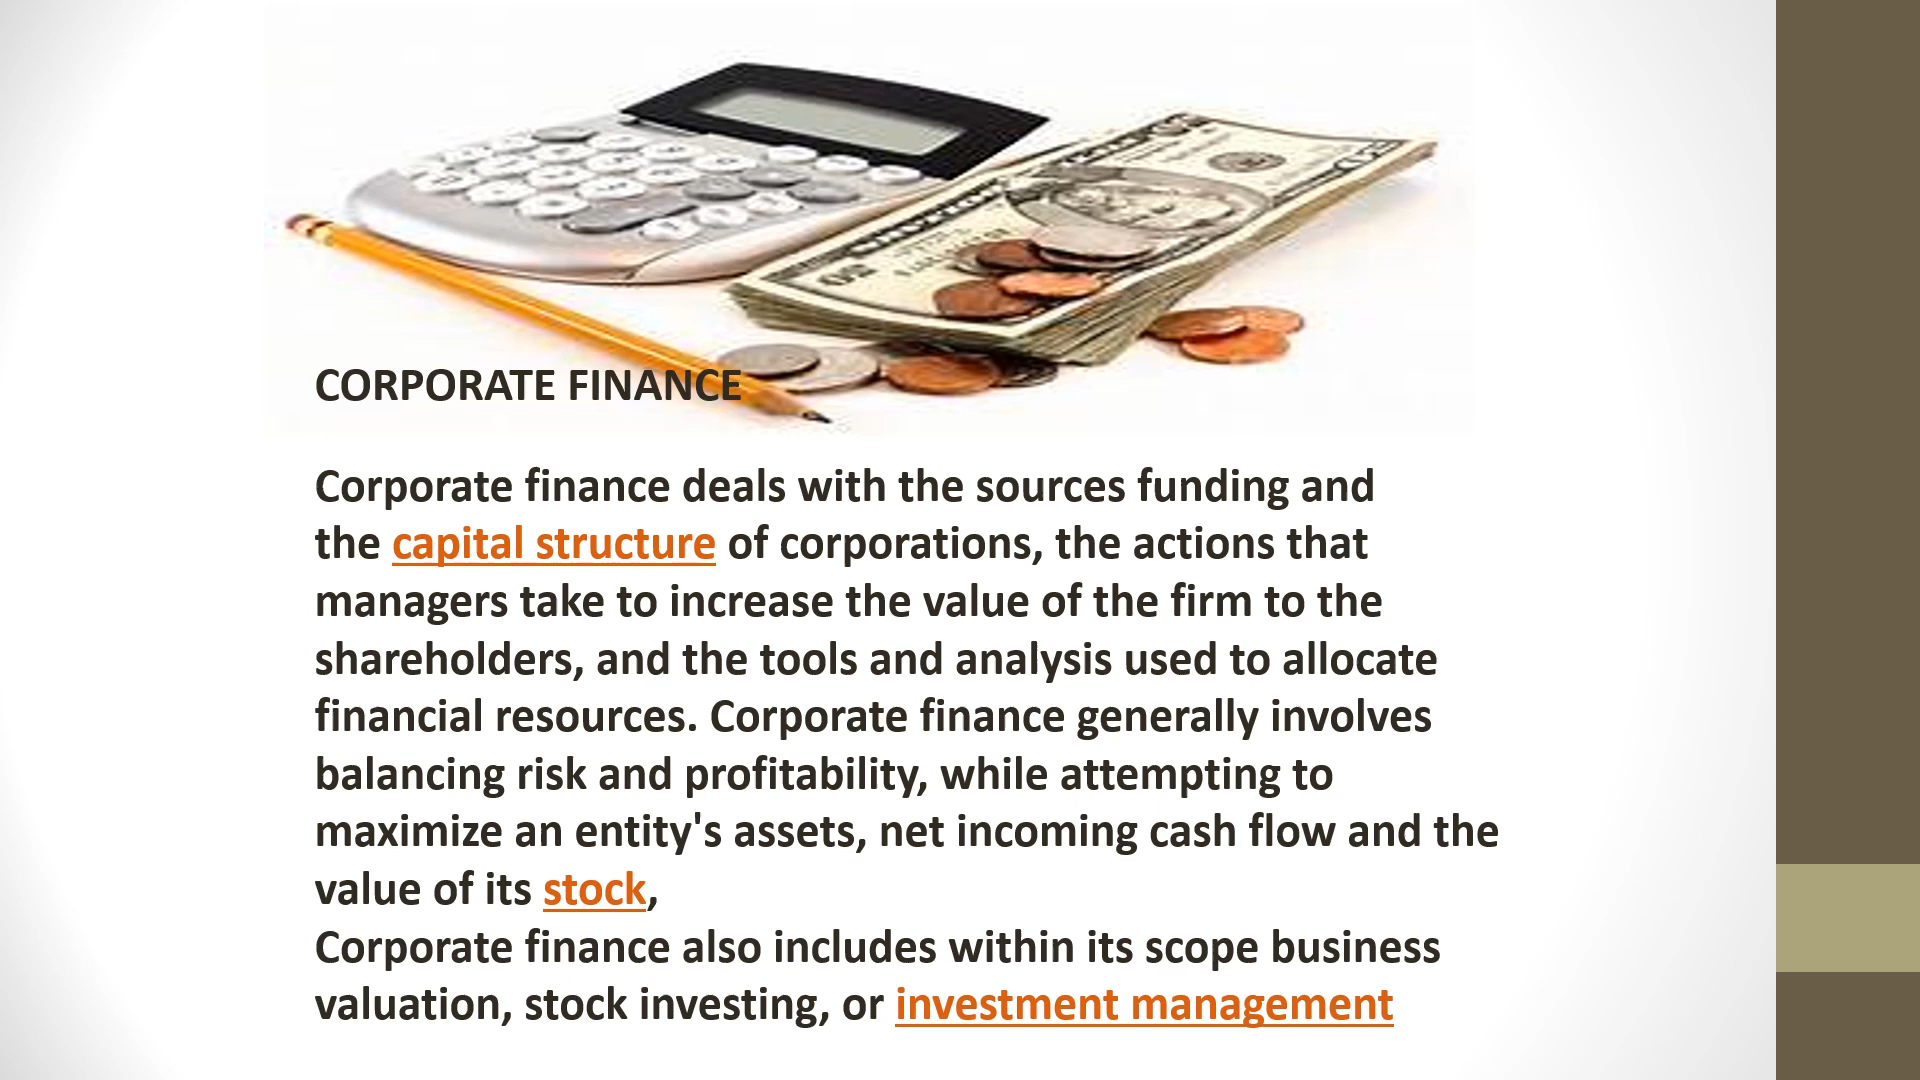 CORPORATE FINANCE
Corporate finance deals with the sources funding and
the capital structure of corporations, the actions that
managers take to increase the value of the firm to the
shareholders, and the tools and analysis used to allocate
financial resources. Corporate finance generally involves
balancing risk and profitability, while attempting to
maximize an entity's assets, net incoming cash flow and the
value of its stock,
Corporate finance also includes within its scope business
valuation, stock investing, or investment management